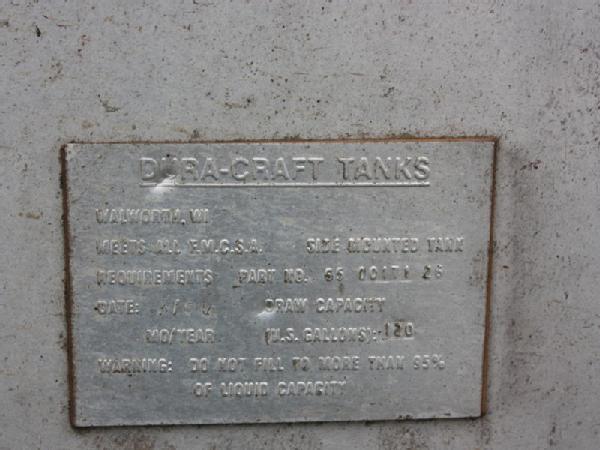 DURA-CRAFT TANKS
WALWORTH, WI
MEETS ALL F.M.C.S.A. SIDE MOUNTED TANK
REQUIREMENTS PART NO.
DATE: DRAW CAPACITY
MO/YEAR (U.S. GALLONS): 120
WARNING: DO NOT FILL TO MORE THAN 95%
OF LIQUID CAPACITY